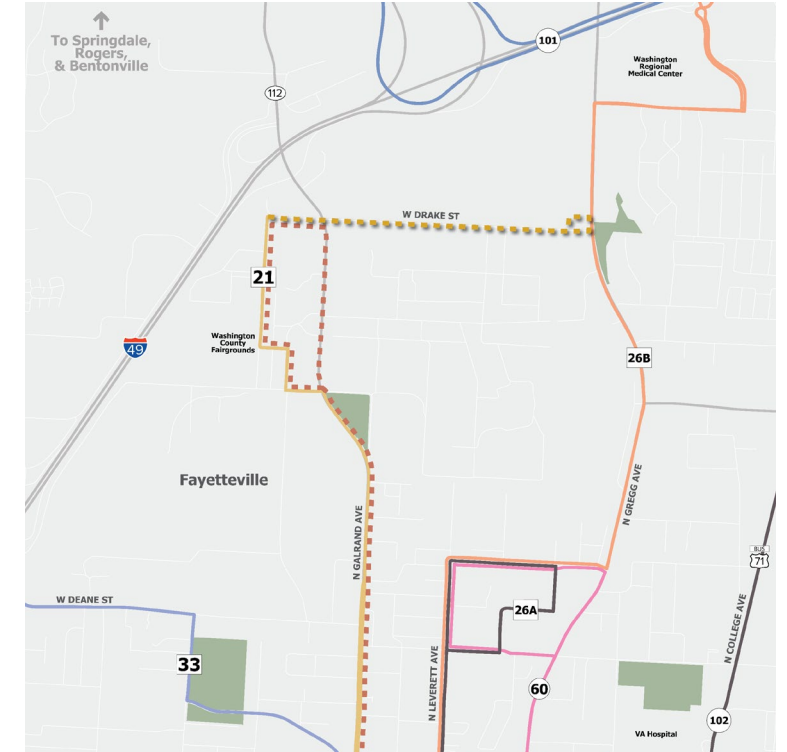 To Springdale,
Rogers,
& Bentonville
101
Washington
Regional
Medical Center
112
W DRAKE ST
21
Washington
County
Fairgrounds
49
26B
Fayetteville
N GREGG AVE
N GALRAND AVE
BUS
71
W DEANE ST
26A
N COLLEGE AVE
33
N LEVERETT AVE
60
102
VA Hospital